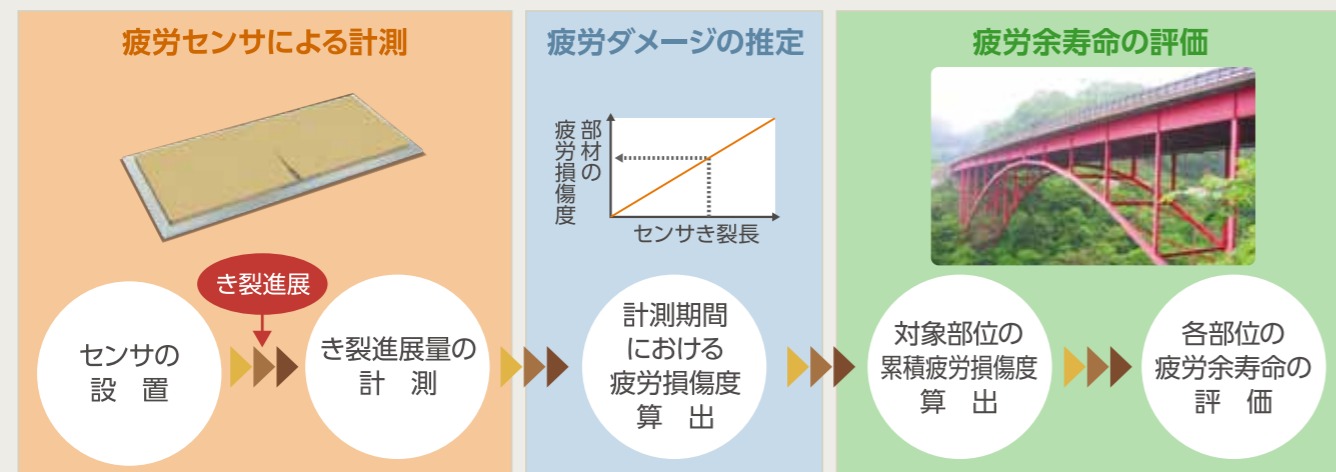 疲労センサによる計測
き裂進展
センサの
設　置
き裂進展量の
計　測
疲労ダメージの推定
部材の
疲労損傷度
センサき裂長
計測期間
における
疲労損傷度
算　出
疲労余寿命の評価
対象部位の
累積疲労損傷度
算　出
各部位の
疲労余寿命の
評　価